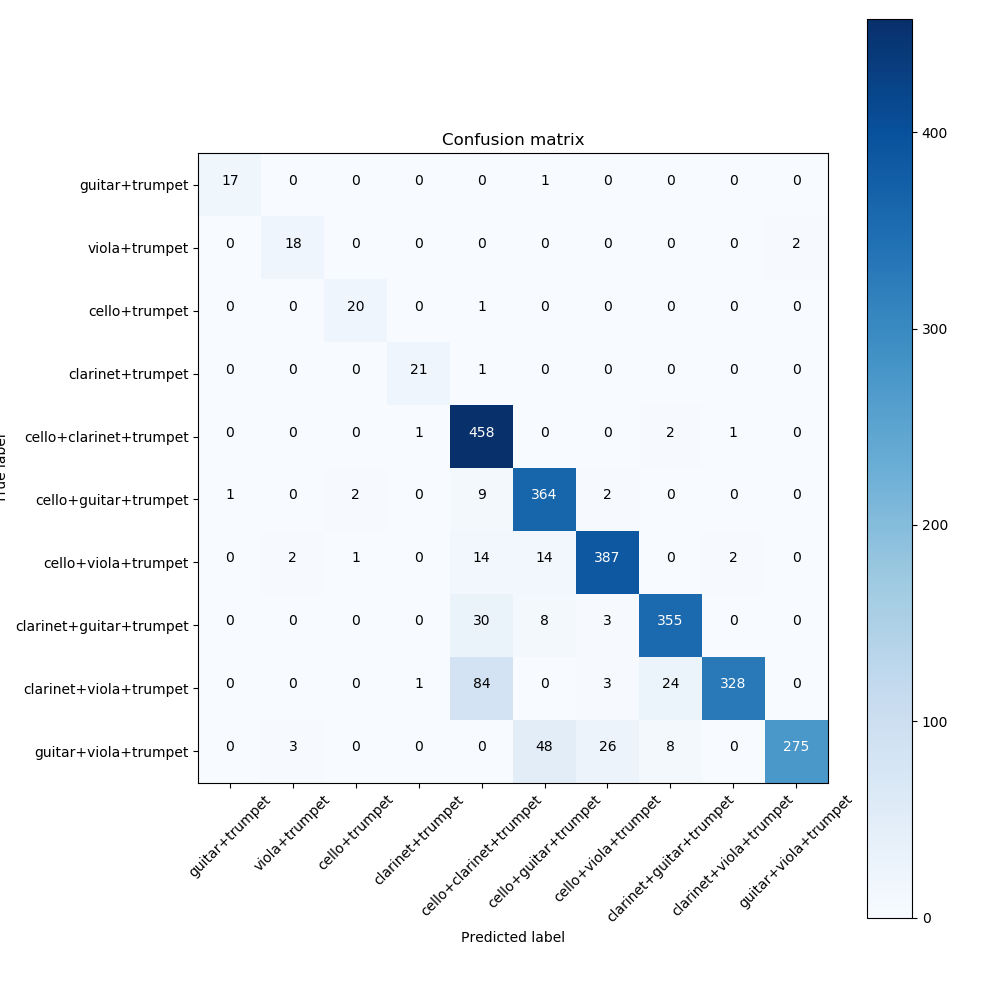 Confusion matrix
guitar+trumpet 17 0 0 0 0 1 0 0 0 0
viola+trumpet 0 18 0 0 0 0 0 0 0 2
cello+trumpet 0 0 20 0 1 0 0 0 0 0
clarinet+trumpet 0 0 0 21 1 0 0 0 0 0
cello+clarinet+trumpet 0 0 0 1 458 0 0 2 1 0
cello+guitar+trumpet 1 0 2 0 9 364 2 0 0 0
cello+viola+trumpet 0 2 1 0 14 14 387 0 2 0
clarinet+guitar+trumpet 0 0 0 0 30 8 3 355 0 0
clarinet+viola+trumpet 0 0 0 1 84 0 3 24 328 0
guitar+viola+trumpet 0 3 0 0 0 48 26 8 0 275
guitar+trumpet
viola+trumpet
cello+trumpet
clarinet+trumpet
cello+clarinet+trumpet
cello+guitar+trumpet
cello+viola+trumpet
clarinet+guitar+trumpet
clarinet+viola+trumpet
guitar+viola+trumpet
Predicted label
400
300
200
100
0